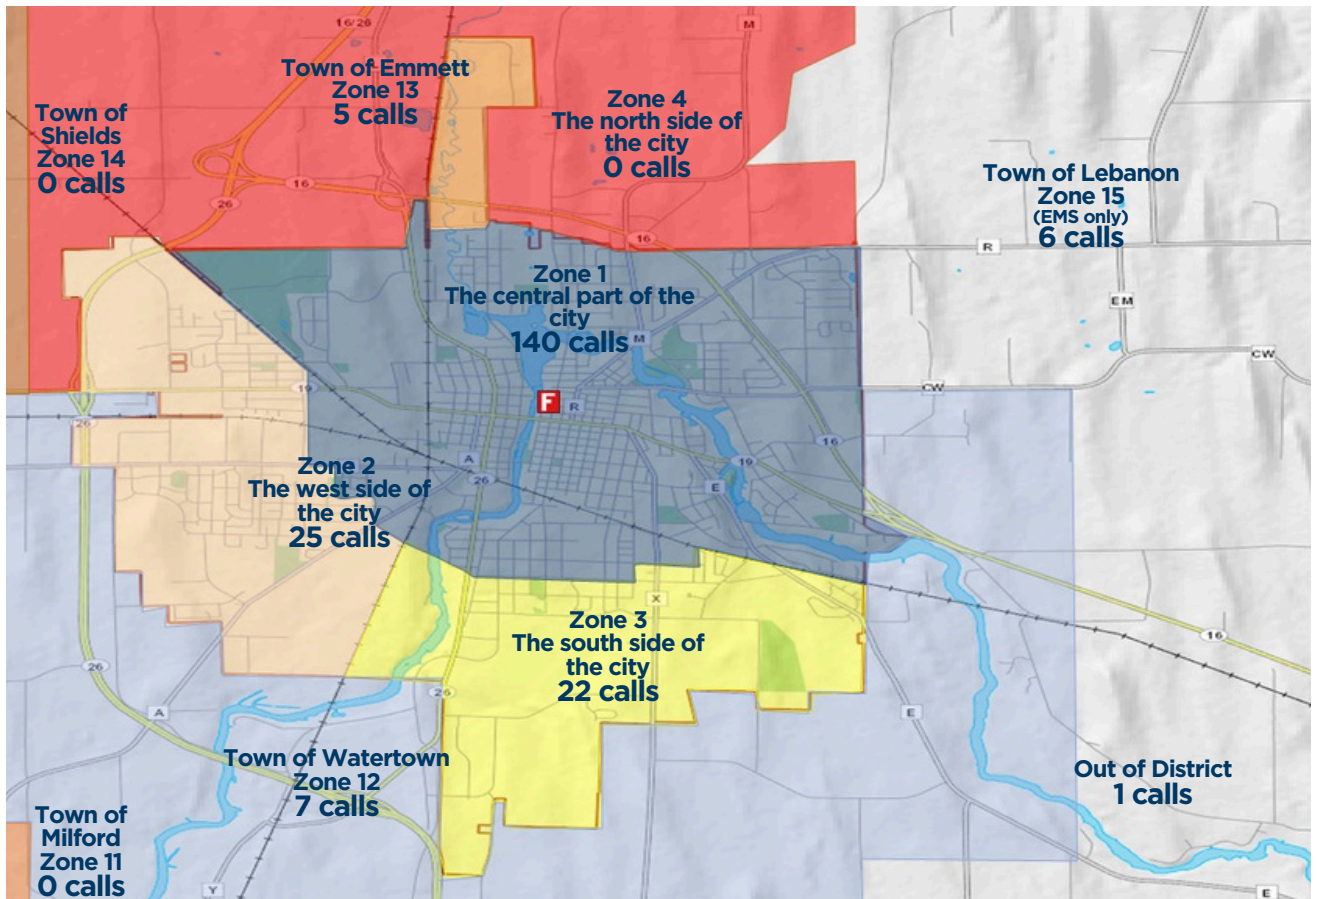 16/26
M
Town of Emmett
Zone 13
5 calls
Zone 4
The north side of
the city
0 calls
Town of
Shields
Zone 14
0 calls
16
26
16
Town of Lebanon
Zone 15
(EMS only)
6 calls
R
EM
CW
CW
Zone 1
The central part of the
city
140 calls
M
19
F
R
26
A
26
16
19
E
Zone 2
The west side of
the city
25 calls
X
Zone 3
The south side of
the city
22 calls
16
26
26
A
E
Town of Watertown
Zone 12
7 calls
Out of District
1 calls
Town of
Milford
Zone 11
0 calls
Y
E